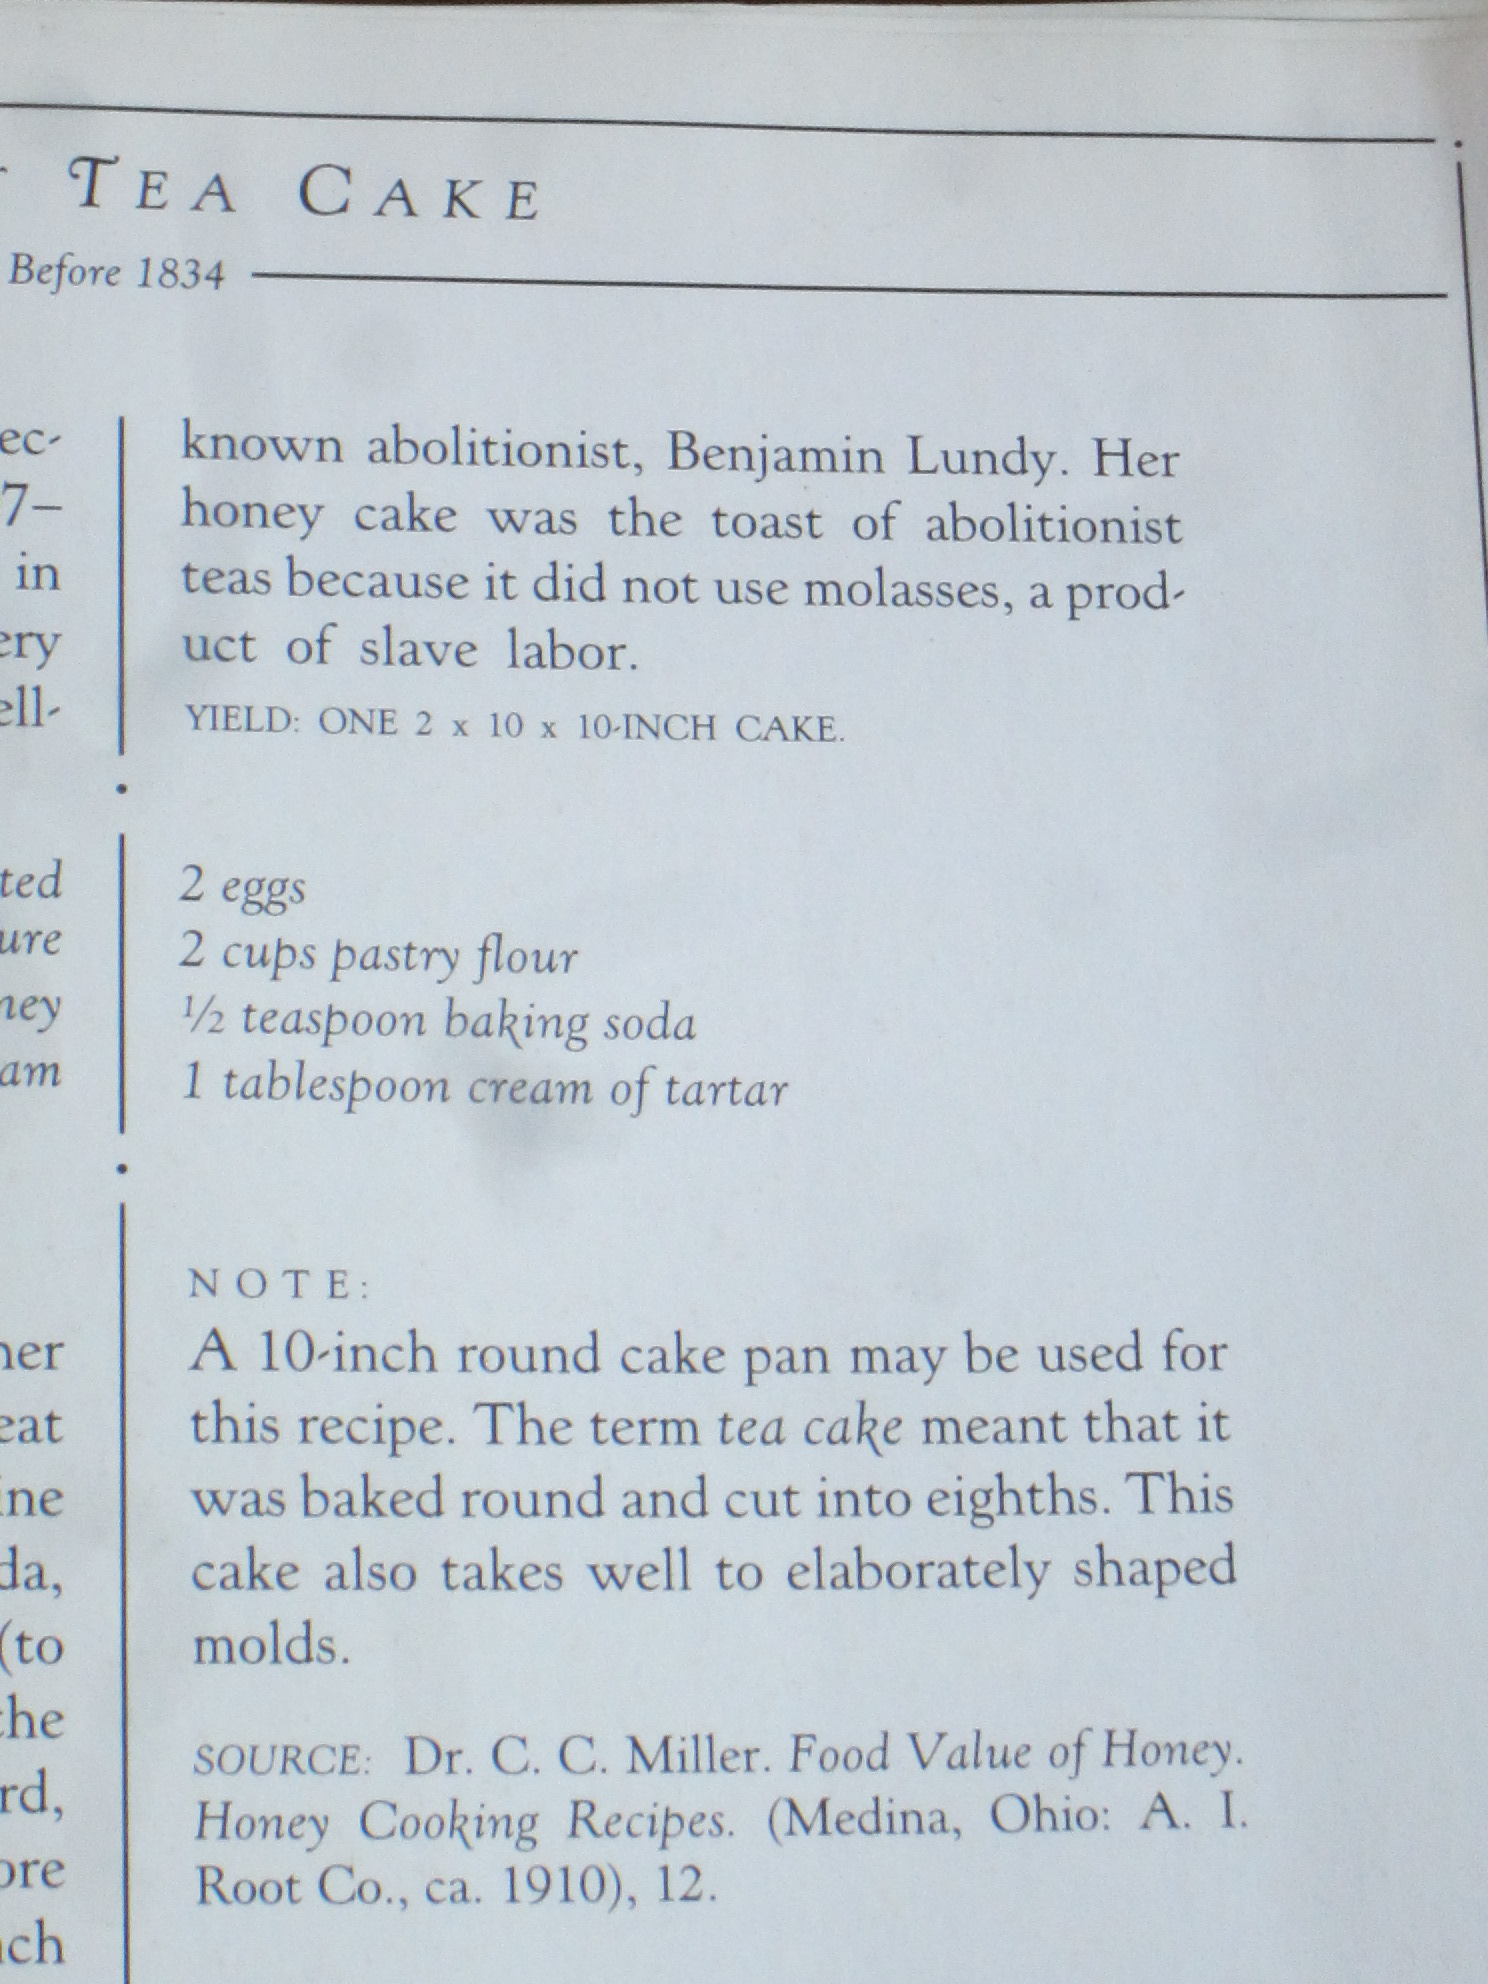 TEA CAKE
Before 1834
ec-
7–
in
ery
ell-
known abolitionist, Benjamin Lundy. Her
honey cake was the toast of abolitionist
teas because it did not use molasses, a prod-
uct of slave labor.
YIELD: ONE 2 x 10 x 10-INCH CAKE.
ted
ure
ney
am
2 eggs
2 cups pastry flour
½ teaspoon baking soda
1 tablespoon cream of tartar
her
eat
ine
da,
(to
the
rd,
ore
ach
NOTE:
A 10-inch round cake pan may be used for
this recipe. The term tea cake meant that it
was baked round and cut into eighths. This
cake also takes well to elaborately shaped
molds.
SOURCE: Dr. C. C. Miller. Food Value of Honey.
Honey Cooking Recipes. (Medina, Ohio: A. I.
Root Co., ca. 1910), 12.